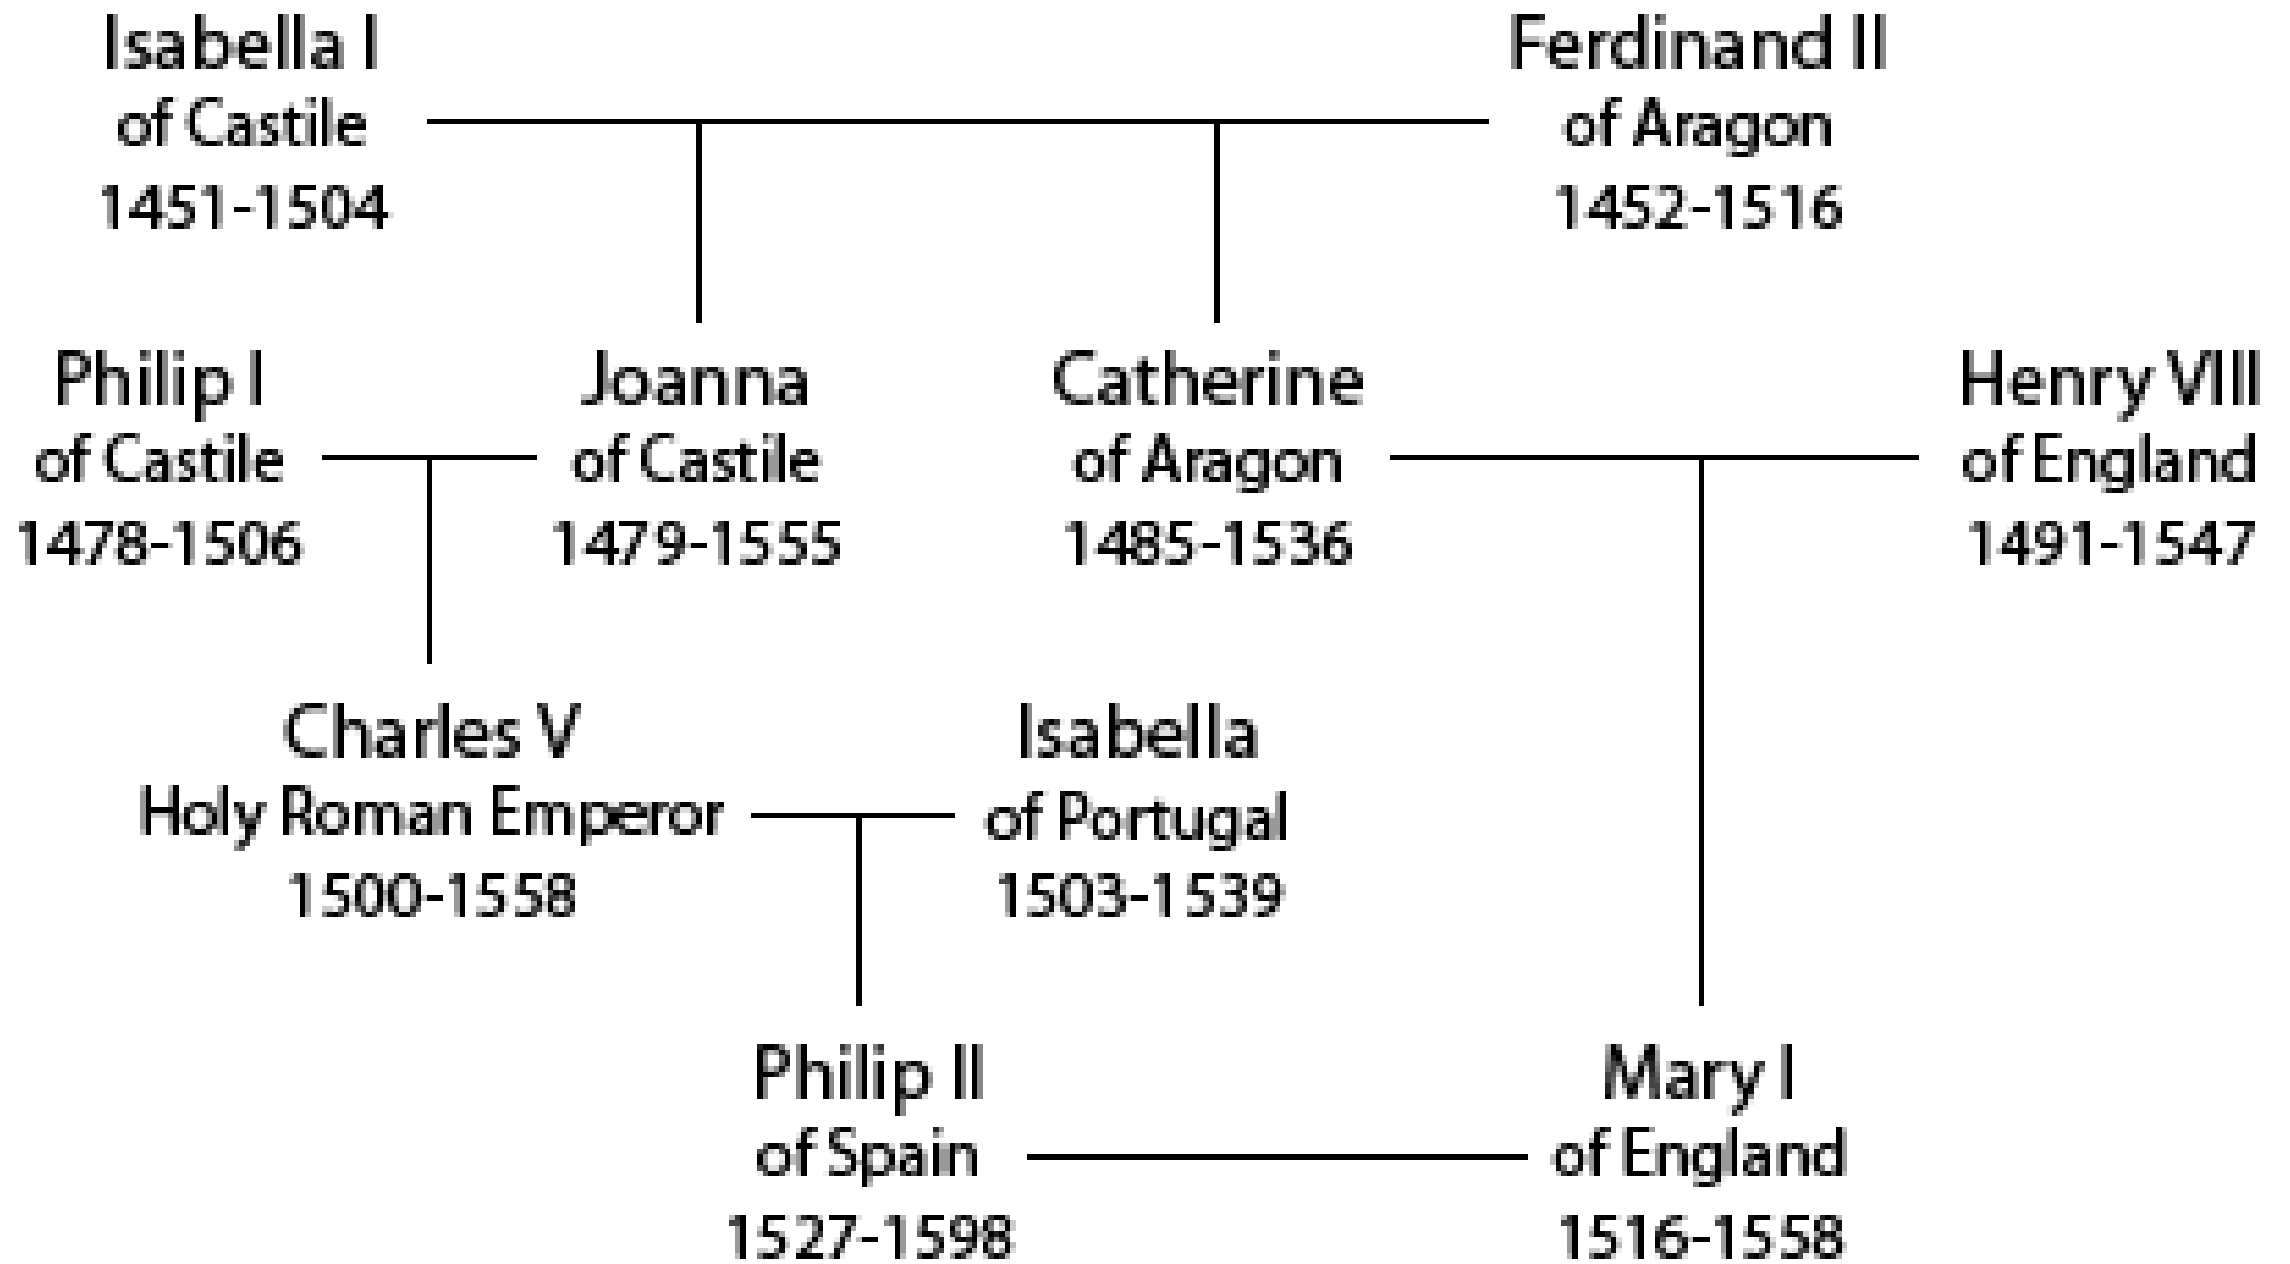 Isabella I
of Castile
1451-1504
Ferdinand II
of Aragon
1452-1516
Philip I
of Castile
1478-1506
Joanna
of Castile
1479-1555
Catherine
of Aragon
1485-1536
Henry VIII
of England
1491-1547
Charles V
Holy Roman Emperor
1500-1558
Isabella
of Portugal
1503-1539
Philip II
of Spain
1527-1598
Mary I
of England
1516-1558